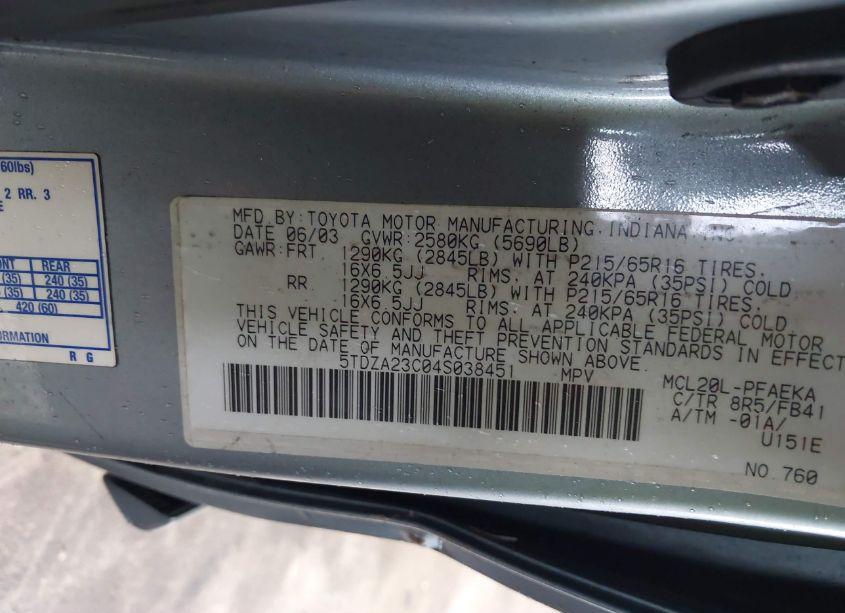 60lbs)
2 RR. 3
E
NT REAR
(35) 240 (35)
(35) 240 (35)
420 (60)
FORMATION
R G
MFD BY: TOYOTA MOTOR MANUFACTURING, INDIANA, INC
DATE 06/03 GVWR: 2580KG (5690LB)
GAWR: FRT 1290KG (2845LB) WITH P215/65R16 TIRES.
16X6.5JJ RIMS. AT 240KPA (35PSI) COLD
RR 1290KG (2845LB) WITH P215/65R16 TIRES.
16X6.5JJ RIMS. AT 240KPA (35PSI) COLD
THIS VEHICLE CONFORMS TO ALL APPLICABLE FEDERAL MOTOR
VEHICLE SAFETY AND THEFT PREVENTION STANDARDS IN EFFECT
ON THE DATE OF MANUFACTURE SHOWN ABOVE.
5TDZA23C04S038451 MPV
MCL20L-PFAEKA
C/TR 8R5/FB41
A/TM -01A/
U151E
NO.760